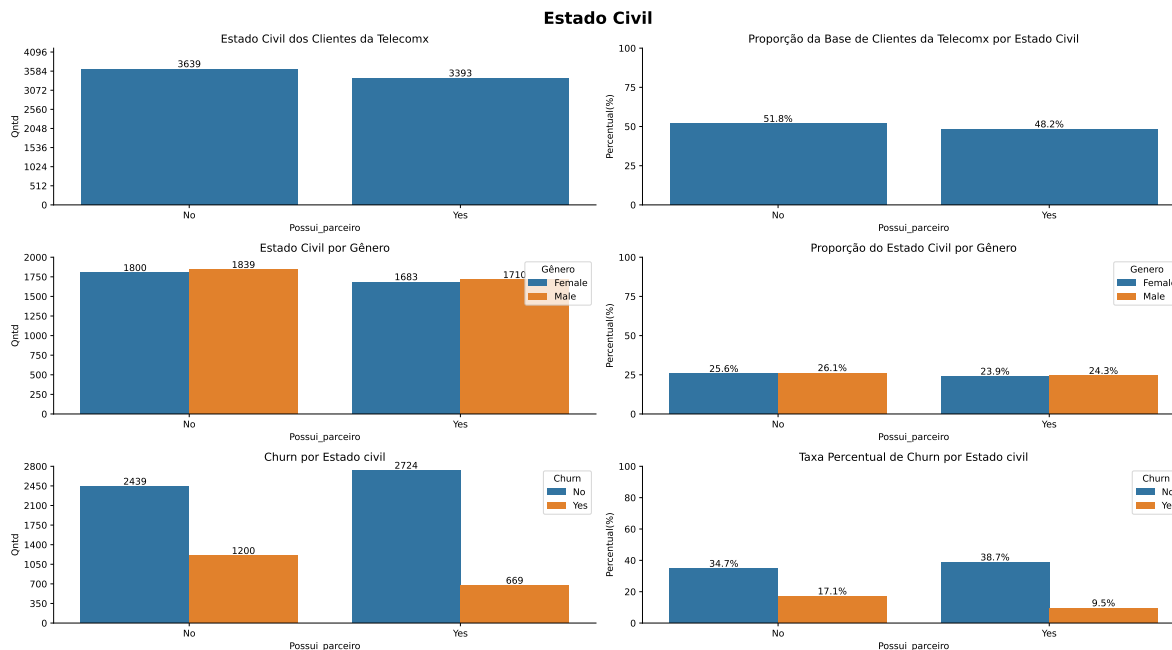 Estado Civil
Estado Civil dos Clientes da Telecomx
4096
3584
3072
2560
2048
1536
1024
512
0
Qntd
3639
3393
No
Yes
Possui_parceiro
Proporção da Base de Clientes da Telecomx por Estado Civil
100
75
50
25
0
Percentual(%)
51.8%
48.2%
No
Yes
Possui_parceiro
Estado Civil por Gênero
2000
1750
1500
1250
1000
750
500
250
0
Qntd
1800
1839
1683
1710
Gênero
Female
Male
No
Yes
Possui_parceiro
Proporção do Estado Civil por Gênero
100
75
50
25
0
Percentual(%)
25.6%
26.1%
23.9%
24.3%
Genero
Female
Male
No
Yes
Possui_parceiro
Churn por Estado civil
2800
2450
2100
1750
1400
1050
700
350
0
Qntd
2439
1200
2724
669
Churn
No
Yes
No
Yes
Possui_parceiro
Taxa Percentual de Churn por Estado civil
100
80
60
40
20
0
Percentual(%)
34.7%
17.1%
38.7%
9.5%
Churn
No
Ye
No
Yes
Possui_parceiro